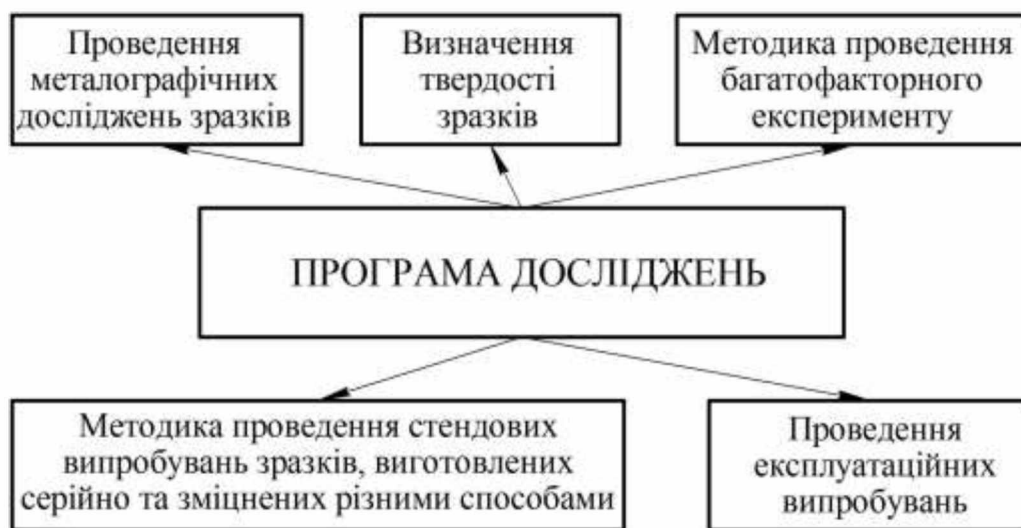 Проведення
металографічних
досліджень зразків
Визначення
твердості
зразків
Методика проведення
багатофакторного
експерименту
ПРОГРАМА ДОСЛІДЖЕНЬ
Методика проведення стендових
випробувань зразків, виготовлених
серійно та зміцнених різними способами
Проведення
експлуатаційних
випробувань